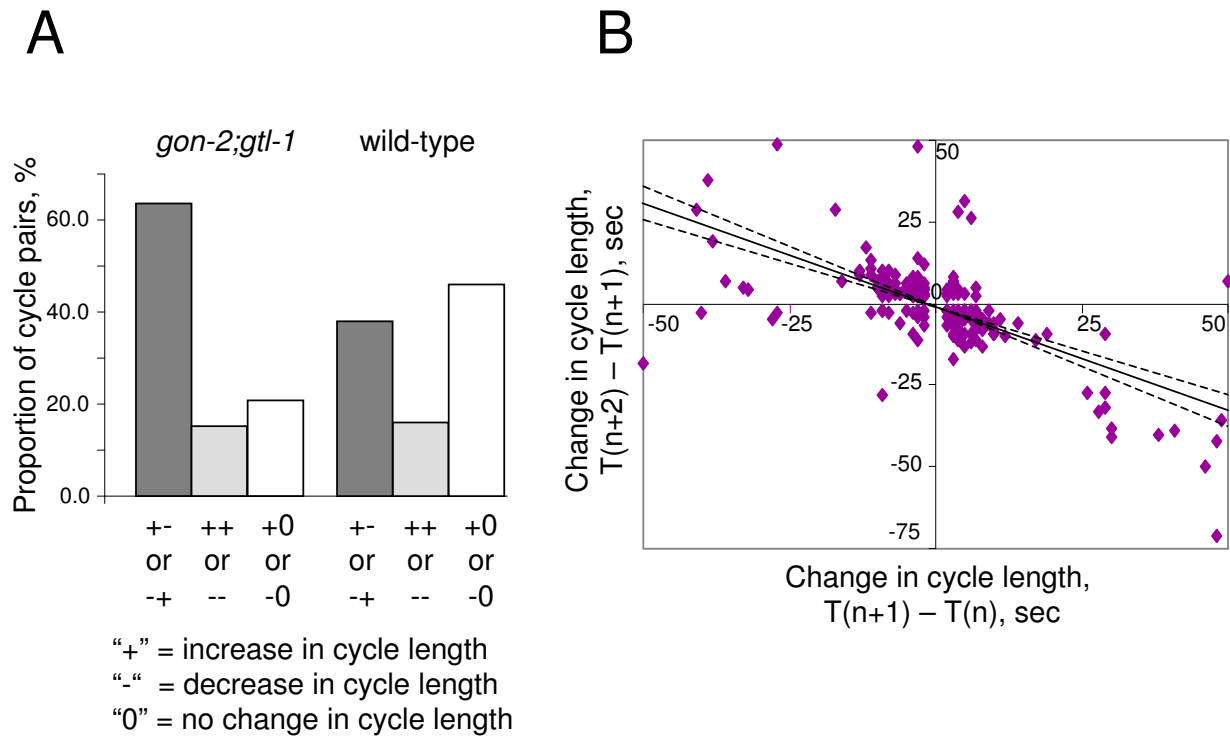 A
gon-2;gtl-1
wild-type
Proportion of cycle pairs, %
60.0
40.0
20.0
0.0
+- ++ +0 +- ++ +0
or or or or or or
-+ -- -0 -+ -- -0
“+” = increase in cycle length
“-“ = decrease in cycle length
“0” = no change in cycle length
B
Change in cycle length,
T(n+2) – T(n+1), sec
50
25
0
-50 -25 25 50
-25
-50
-75
Change in cycle length,
T(n+1) – T(n), sec